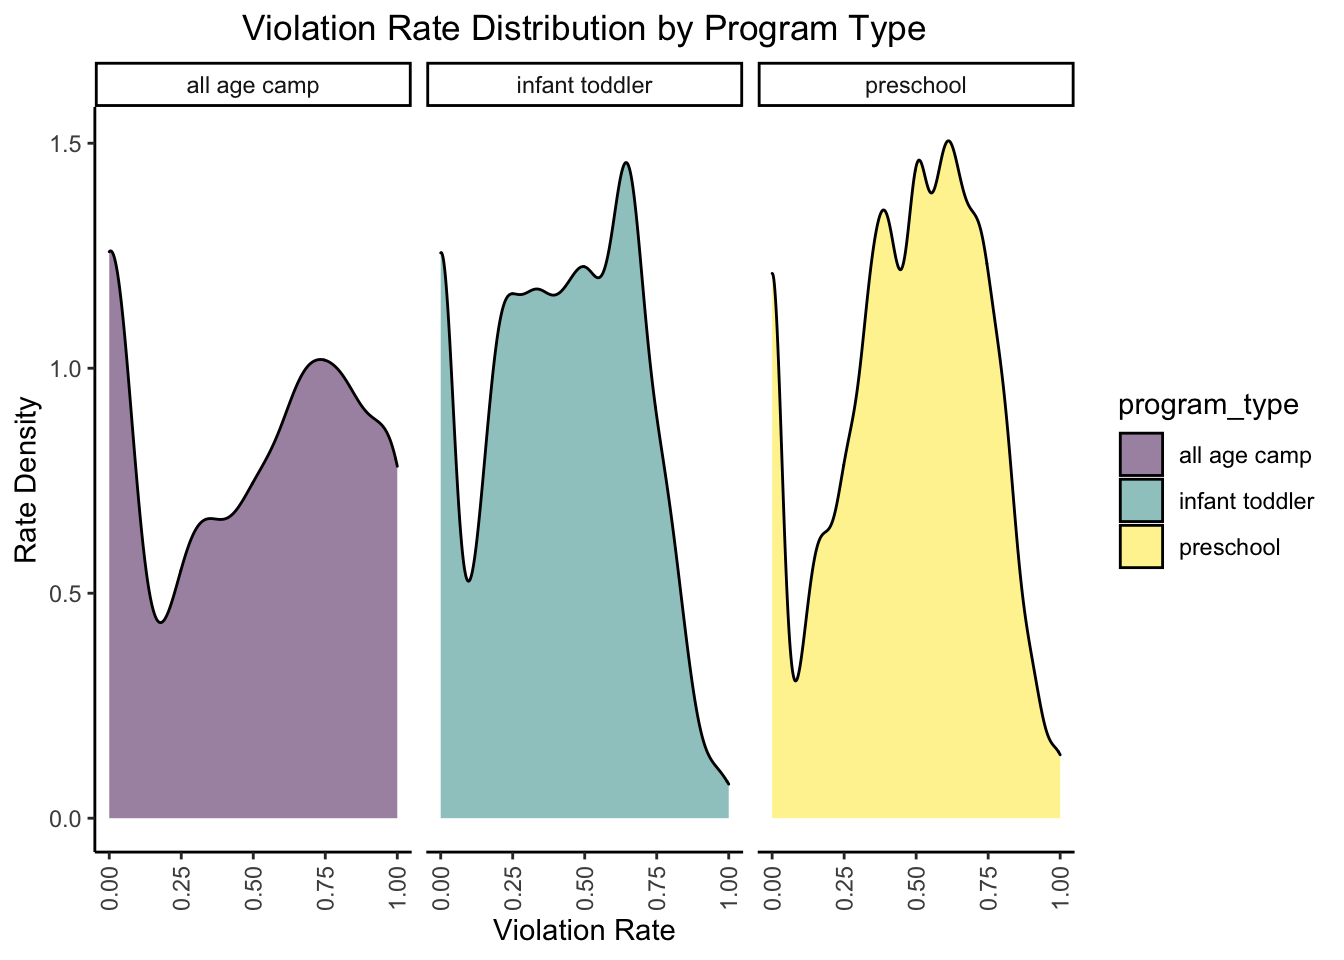 Violation Rate Distribution by Program Type
all age camp
infant toddler
preschool
1.5
1.0
0.5
0.0
Rate Density
0.00 0.25 0.50 0.75 1.00
0.00 0.25 0.50 0.75 1.00
0.00 0.25 0.50 0.75 1.00
Violation Rate
program_type
all age camp
infant toddler
preschool